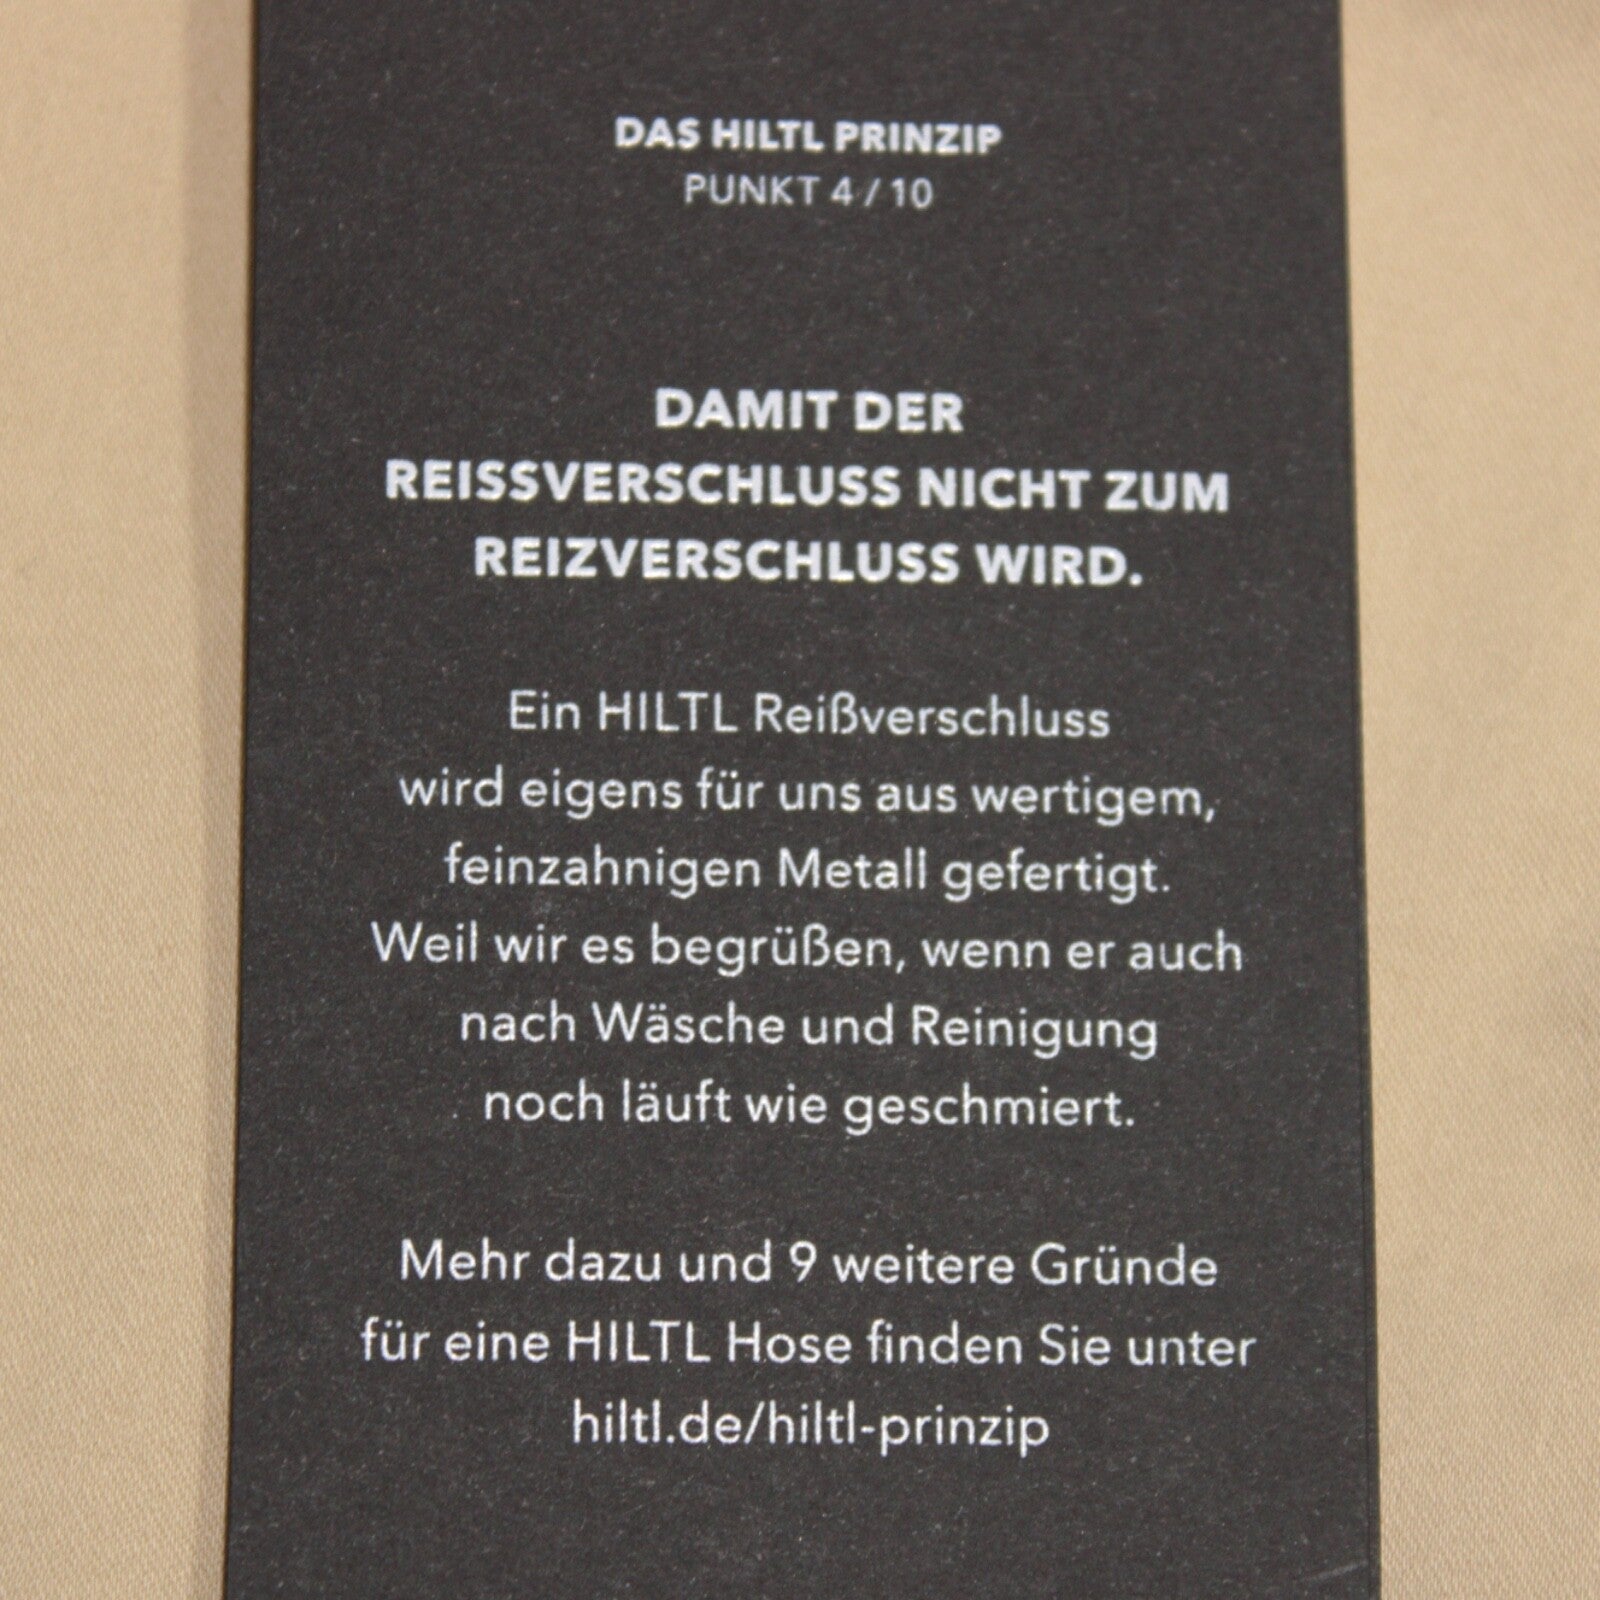 DAS HILTL PRINZIP
PUNKT 4 / 10
DAMIT DER
REISSVERSCHLUSS NICHT ZUM
REIZVERSCHLUSS WIRD.
Ein HILTL Reißverschluss
wird eigens für uns aus wertigem,
feinzahnigen Metall gefertigt.
Weil wir es begrüßen, wenn er auch
nach Wäsche und Reinigung
noch läuft wie geschmiert.
Mehr dazu und 9 weitere Gründe
für eine HILTL Hose finden Sie unter
hiltl.de/hiltl-prinzip